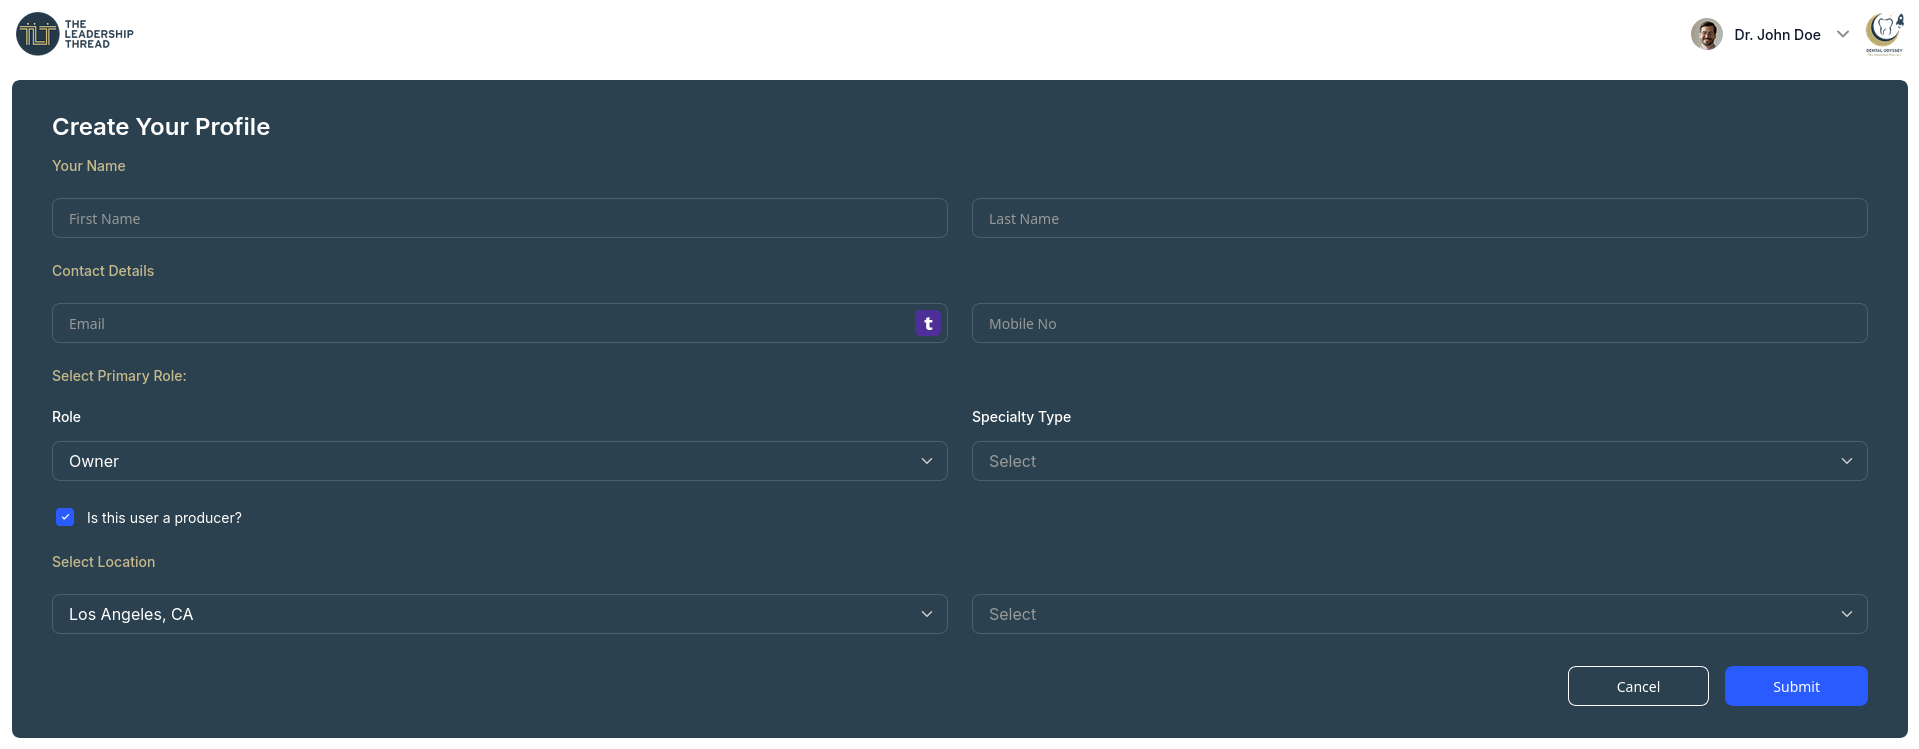 THE
LEADERSHIP
THREAD
Dr. John Doe
DENTAL ODYSSEY
Create Your Profile
Your Name
First Name
Last Name
Contact Details
Email
t
Mobile No
Select Primary Role:
Role
Specialty Type
Owner
Select
Is this user a producer?
Select Location
Los Angeles, CA
Select
Cancel
Submit